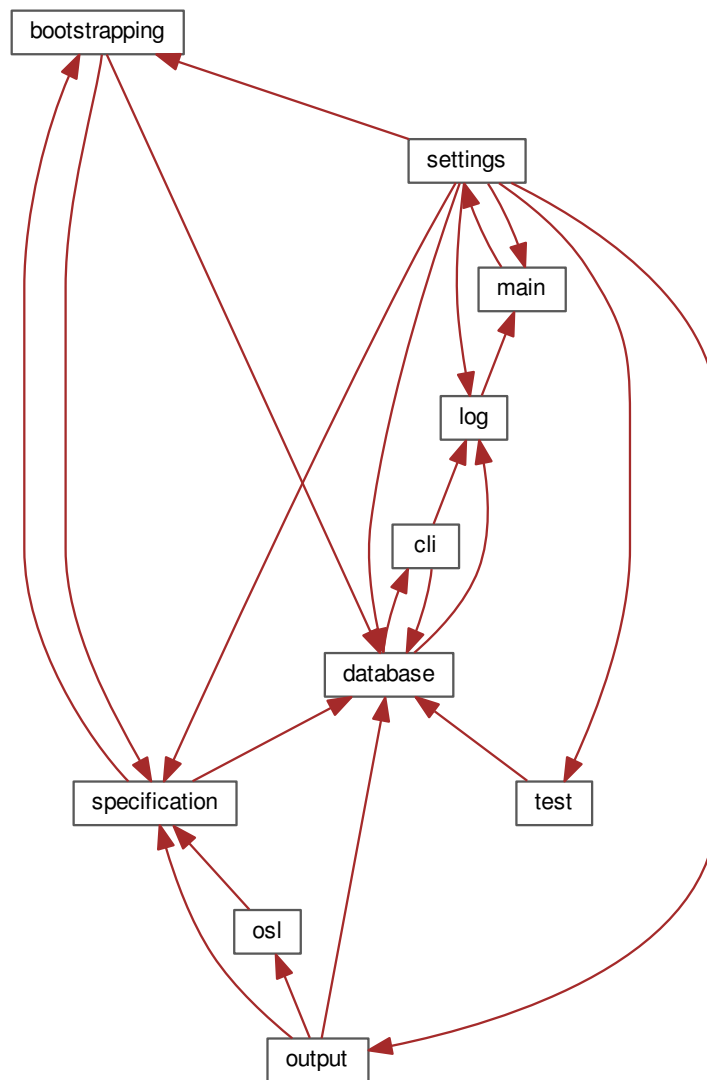 bootstrapping
settings
main
log
cli
database
specification
test
osl
output